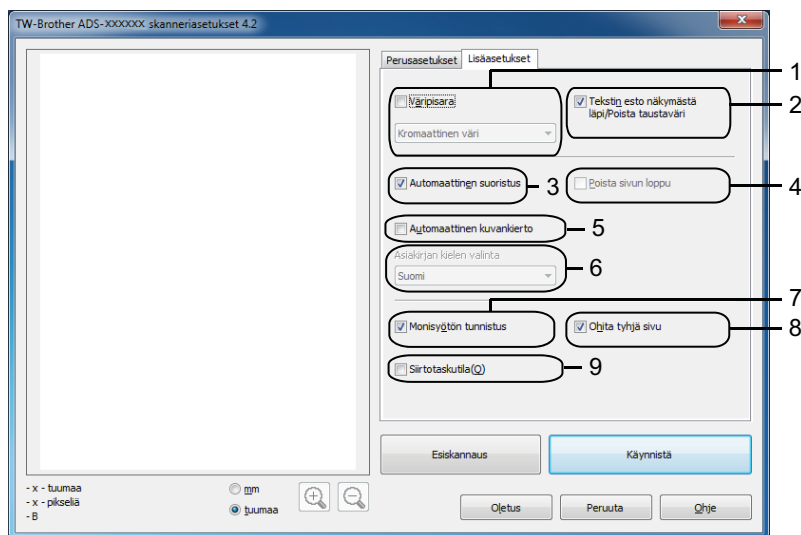 TW-Brother ADS-XXXXXX skanneriasetukset 4.2
Perusasetukset
Lisäasetukset
1
Väripisara
Kromaattinen väri
Tekstin esto näkymästä
läpi/Poista taustaväri
2
Automaattinen suoristus
3
Poista sivun loppu
4
Automaattinen kuvankierto
5
Asiakirjan kielen valinta
Suomi
6
7
Monisyötön tunnistus
Ohita tyhjä sivu
8
Siirtotaskutila(Q)
9
Esiskannaus
Käynnistä
- x - tuumaa
- x - pikseliä
- B
mm
tuumaa
Oletus
Peruuta
Ohje